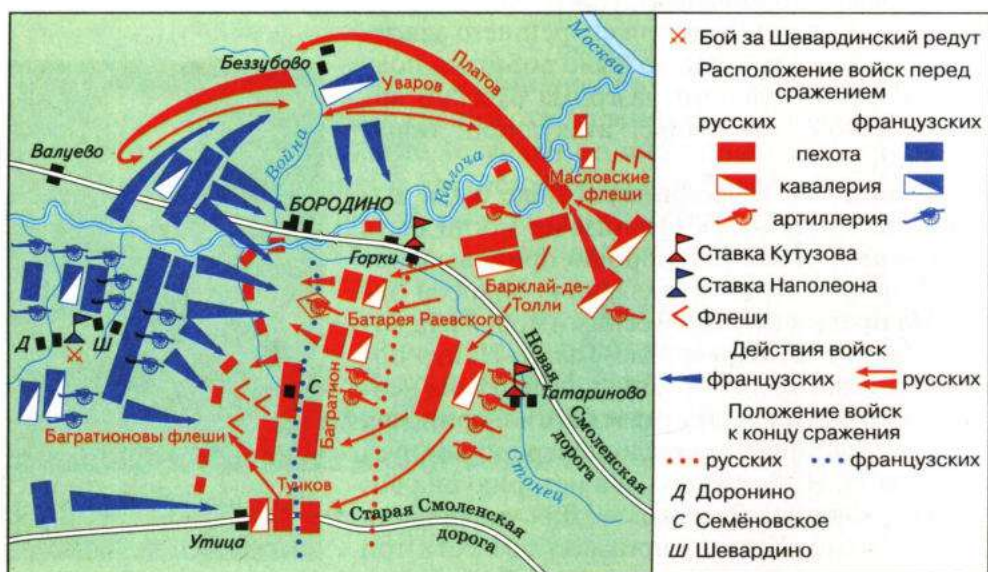 Беззубово
Уваров
Платов
Москва
Валуево
Война
Колоча
Масловские
флеши
БОРОДИНО
Горки
Барклай-де-
Толли
Батарея Раевского
Д
Ш
С
Багратион
Новая
Смоленская
дорога
Татариново
Багратионовы флеши
Стонец
Тучков
Утица
Старая Смоленская
дорога
Бой за Шевардинский редут
Расположение войск перед
сражением
русских французских
пехота
кавалерия
артиллерия
Ставка Кутузова
Ставка Наполеона
Флеши
Действия войск
французских русских
Положение войск
к концу сражения
русских французских
Д Доронино
С Семёновское
Ш Шевардино